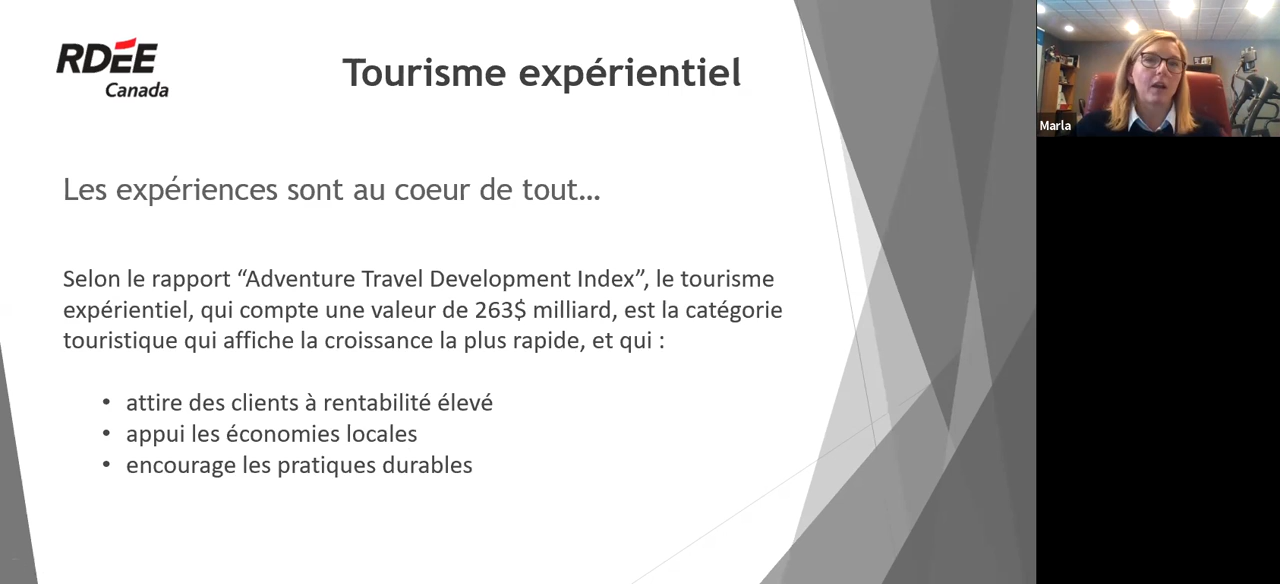 RDÉE
Canada
Tourisme expérientiel
Les expériences sont au coeur de tout…
Selon le rapport “Adventure Travel Development Index”, le tourisme
expérientiel, qui compte une valeur de 263$ milliard, est la catégorie
touristique qui affiche la croissance la plus rapide, et qui :
• attire des clients à rentabilité élevé
• appui les économies locales
• encourage les pratiques durables
Marla